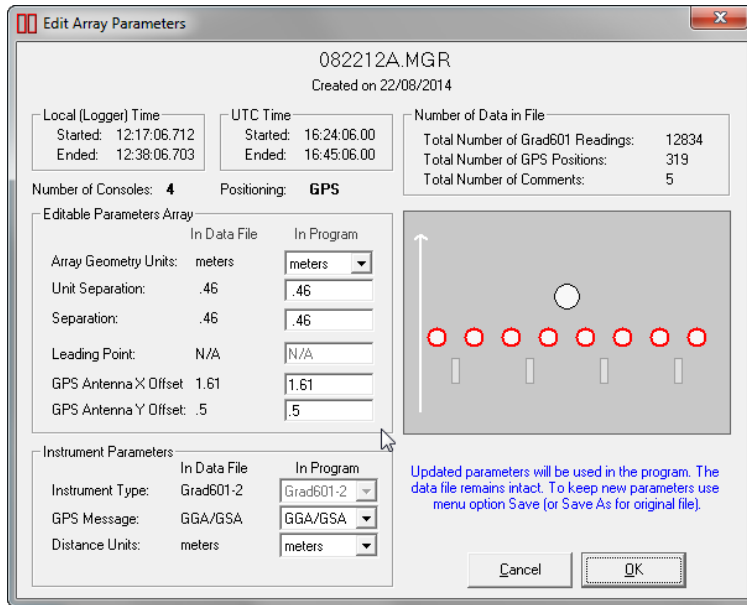 Edit Array Parameters
082212A.MGR
Created on 22/08/2014
Local (Logger) Time
Started: 12:17:06.712
Ended: 12:38:06.703
UTC Time
Started: 16:24:06.00
Ended: 16:45:06.00
Number of Data in File
Total Number of Grad601 Readings: 12834
Total Number of GPS Positions: 319
Total Number of Comments: 5
Number of Consoles: 4 Positioning: GPS
Editable Parameters Array
In Data File In Program
Array Geometry Units: meters meters
Unit Separation: .46 .46
Separation: .46 .46
Leading Point: N/A N/A
GPS Antenna X Offset 1.61 1.61
GPS Antenna Y Offset: .5 .5
Instrument Parameters
In Data File In Program
Instrument Type: Grad601-2 Grad601-2
GPS Message: GGA/GSA GGA/GSA
Distance Units: meters meters
Updated parameters will be used in the program. The
data file remains intact. To keep new parameters use
menu option Save (or Save As for original file).
Cancel OK